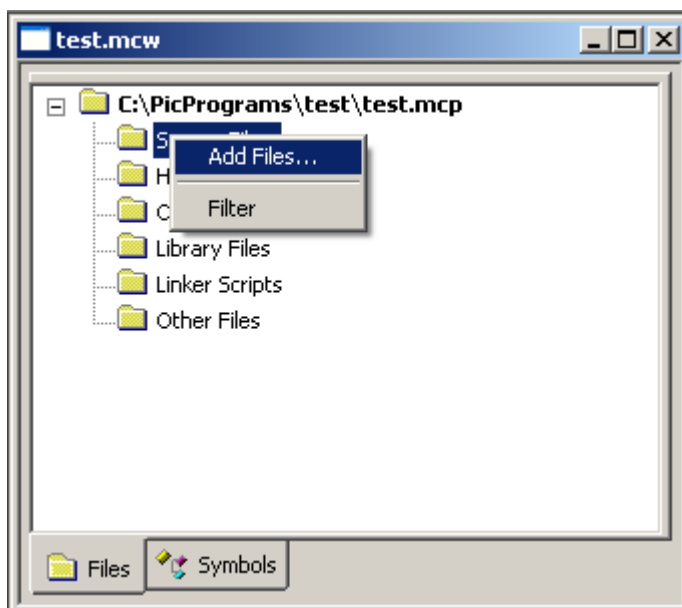 test.mcw
C:\PicPrograms\test\test.mcp
Add Files...
Filter
Library Files
Linker Scripts
Other Files
Files
Symbols